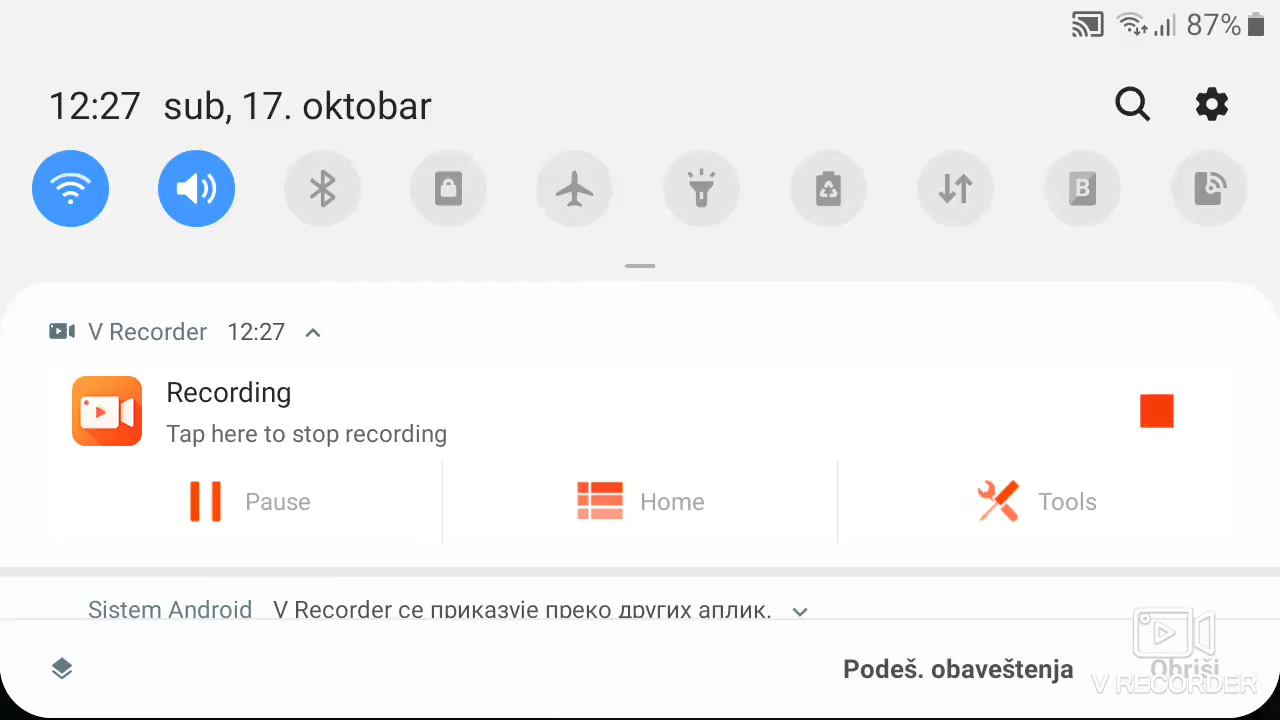 87%
12:27 sub, 17. oktobar
B
V Recorder 12:27
Recording
Tap here to stop recording
Pause Home Tools
Sistem Android V Recorder се приказује преко других аплик.
Podeš. obaveštenja Obriši
V RECORDER